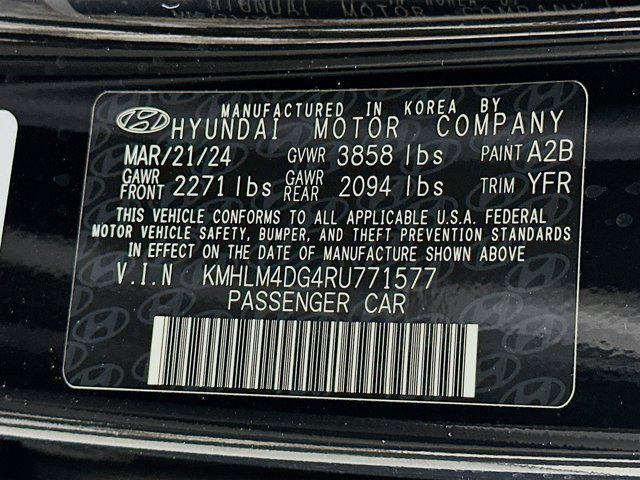 MANUFACTURED IN KOREA BY
HYUNDAI MOTOR COMPANY
MAR/21/24 GVWR 3858 lbs PAINT A2B
GAWR FRONT 2271 lbs GAWR REAR 2094 lbs TRIM YFR
THIS VEHICLE CONFORMS TO ALL APPLICABLE U.S.A. FEDERAL
MOTOR VEHICLE SAFETY, BUMPER, AND THEFT PREVENTION STANDARDS
IN EFFECT ON THE DATE OF MANUFACTURE SHOWN ABOVE
V.I.N KMHLM4DG4RU771577
PASSENGER CAR